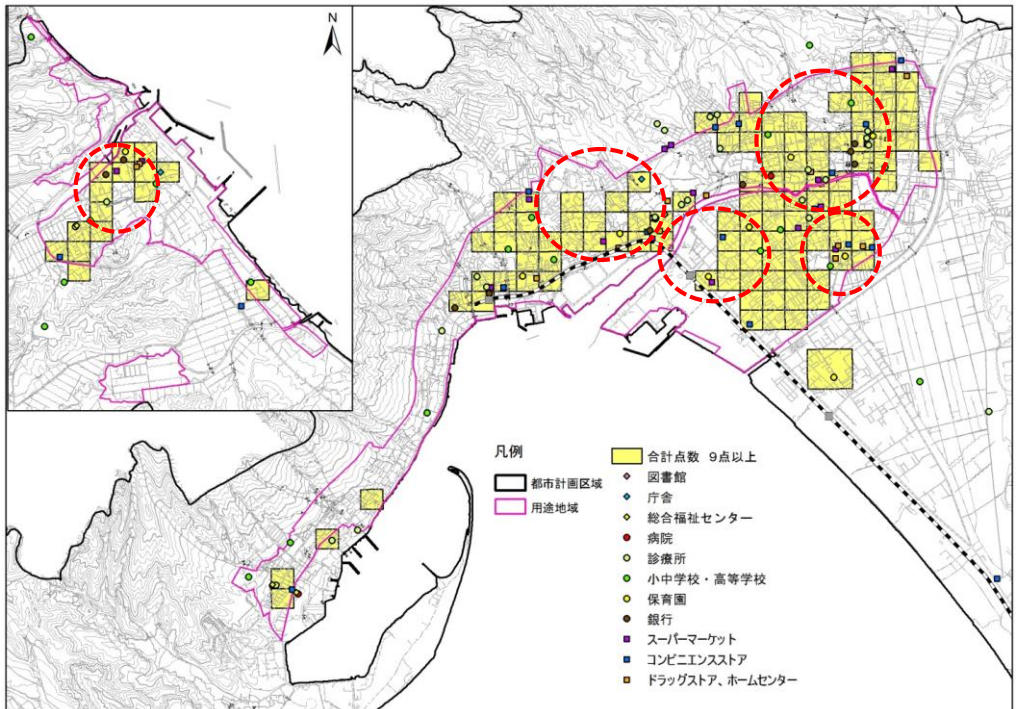 N
凡例
都市計画区域
用途地域
合計点数 9点以上
図書館
庁舎
総合福祉センター
病院
診療所
小中学校・高等学校
保育園
銀行
スーパーマーケット
コンビニエンスストア
ドラッグストア、ホームセンター